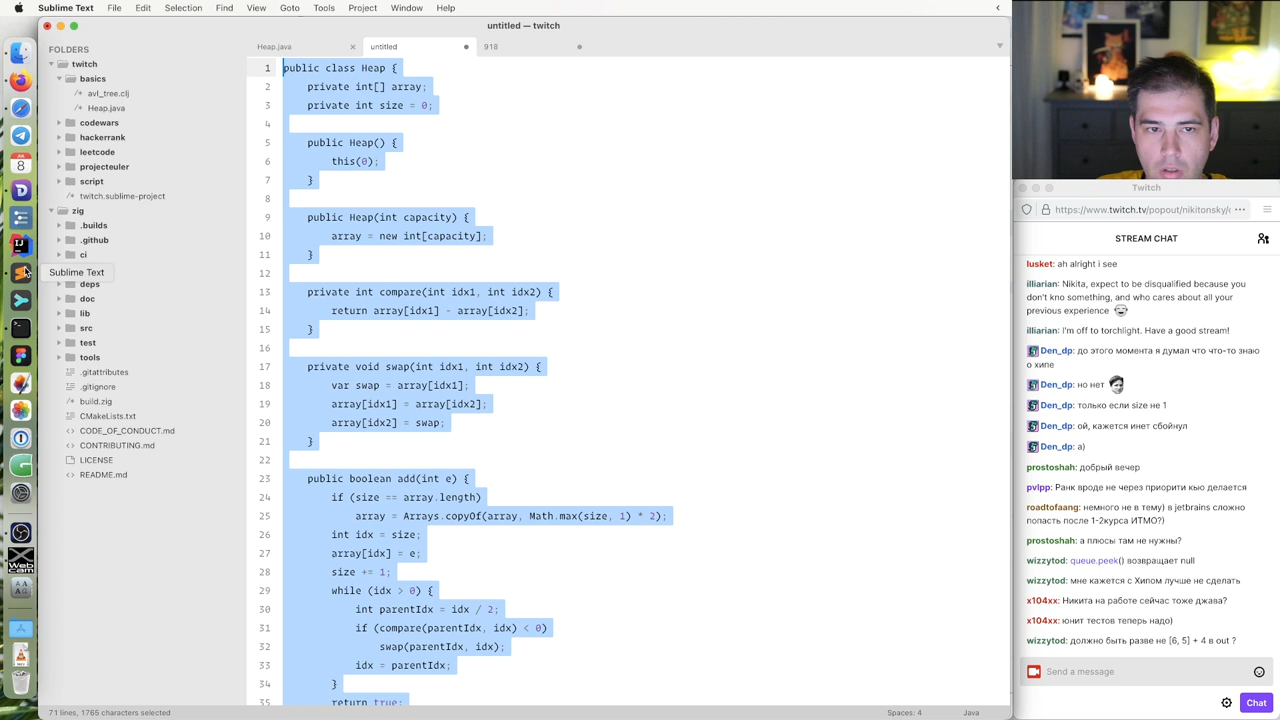 Sublime Text File Edit Selection Find View Goto Tools Project Window Help
untitled — twitch
FOLDERS
twitch
basics
avl_tree.clj
Heap.java
codewars
hackerrank
leetcode
projecteuler
script
twitch.sublime-project
zig
.builds
.github
ci
Sublime Text
deps
doc
lib
src
test
tools
.gitattributes
.gitignore
build.zig
CMakeLists.txt
CODE_OF_CONDUCT.md
CONTRIBUTING.md
LICENSE
README.md
Heap.java untitled 918
1 public class Heap {
2 private int[] array;
3 private int size = 0;
4
5 public Heap() {
6 this(0);
7 }
8
9 public Heap(int capacity) {
10 array = new int[capacity];
11 }
12
13 private int compare(int idx1, int idx2) {
14 return array[idx1] - array[idx2];
15 }
16
17 private void swap(int idx1, int idx2) {
18 var swap = array[idx1];
19 array[idx1] = array[idx2];
20 array[idx2] = swap;
21 }
22
23 public boolean add(int e) {
24 if (size == array.length)
25 array = Arrays.copyOf(array, Math.max(size, 1) * 2);
26 int idx = size;
27 array[idx] = e;
28 size += 1;
29 while (idx > 0) {
30 int parentIdx = idx / 2;
31 if (compare(parentIdx, idx) < 0)
32 swap(parentIdx, idx);
33 idx = parentIdx;
34 }
35 return true;
71 lines, 1765 characters selected
Spaces: 4 Java
Twitch
https://www.twitch.tv/popout/nikitonsky/
STREAM CHAT
lusket: ah alright i see
illiarian: Nikita, expect to be disqualified because you
don't kno something, and who cares about all your
previous experience
illiarian: I'm off to torchlight. Have a good stream!
Den_dp: до этого момента я думал что что-то знаю
о хипе
Den_dp: но нет
Den_dp: только если size не 1
Den_dp: ой, кажется инет сбойнул
Den_dp: а)
prostoshah: добрый вечер
pvlpp: Ранк вроде не через приорити кью делается
roadtofaang: немного не в тему) в jetbrains сложно
попасть после 1-2курса ИТМО?)
prostoshah: а плюсы там не нужны?
wizzytod: queue.peek() возвращает null
wizzytod: мне кажется с Хипом лучше не сделать
x104xx: Никита на работе сейчас тоже джава?
x104xx: юнит тестов теперь надо)
wizzytod: должно быть разве не [6, 5] + 4 в out ?
Send a message
Chat